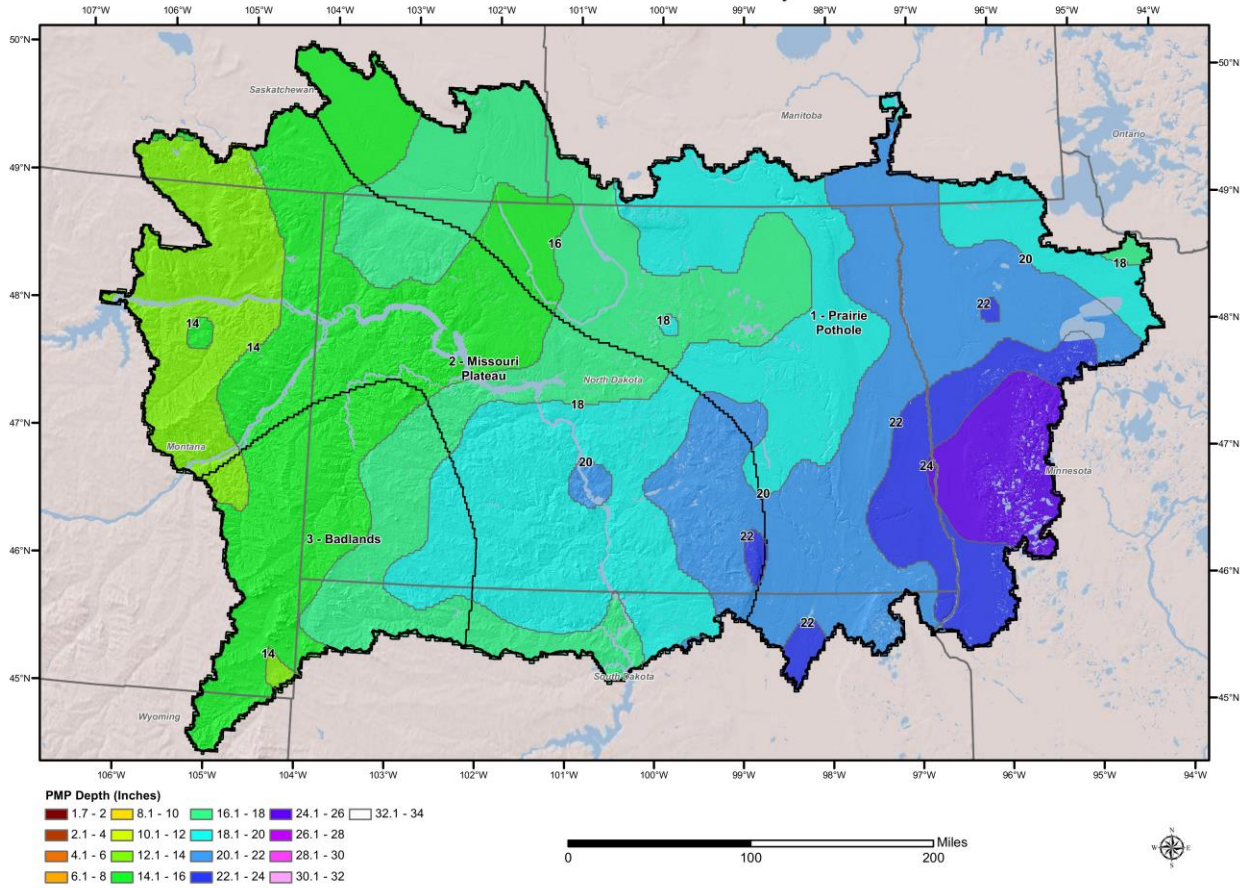 106°W 105°W 104°W 103°W 102°W 101°W 100°W 99°W 98°W 97°W 96°W 95°W 94°W
50°N 50°N
Saskatchewan
Manitoba
Ontario
49°N 49°N
16
20 18
48°N 22 48°N
14 18 1 - Prairie
Pothole
14 2 - Missouri
Plateau
North Dakota
18
47°N 22 47°N
Montana
20 24 Minnesota
20
3 - Badlands 22
46°N 46°N
22
14
45°N South Dakota 45°N
Wyoming
106°W 105°W 104°W 103°W 102°W 101°W 100°W 99°W 98°W 97°W 96°W 95°W 94°W
PMP Depth (Inches)
1.7 - 2 8.1 - 10 16.1 - 18 24.1 - 26 32.1 - 34
2.1 - 4 10.1 - 12 18.1 - 20 26.1 - 28
4.1 - 6 12.1 - 14 20.1 - 22 28.1 - 30
6.1 - 8 14.1 - 16 22.1 - 24 30.1 - 32
Miles
0 100 200
N
W E
S